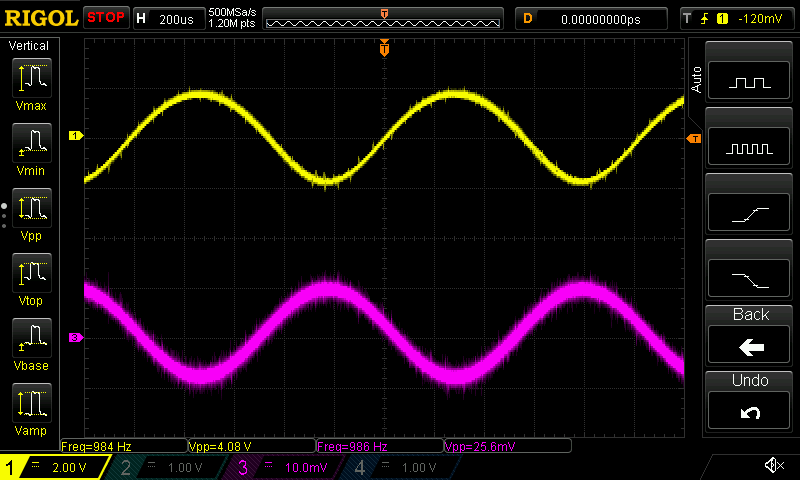 RIGOL STOP H 200us 500MSa/s 1.20M pts T D 0.00000000ps T 1 -120mV
Vertical
Vmax
Vmin
Vpp
Vtop
Vbase
Vamp
T
1
3
T
Auto
Back
Undo
Freq=984 Hz Vpp=4.08 V Freq=986 Hz Vpp=25.6mV
1 2.00 V 2 1.00 V 3 10.0mV 4 1.00 V